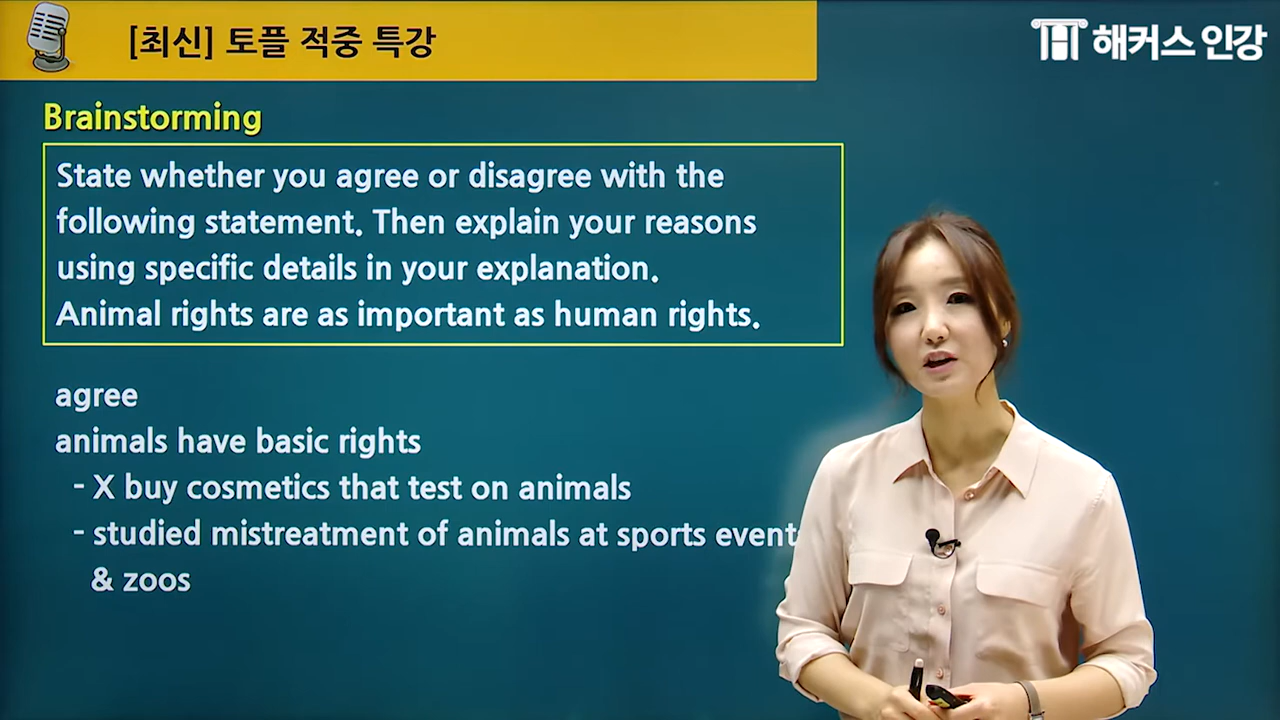 [최신] 토플 적중 특강
해커스 인강
Brainstorming
State whether you agree or disagree with the
following statement. Then explain your reasons
using specific details in your explanation.
Animal rights are as important as human rights.
agree
animals have basic rights
- X buy cosmetics that test on animals
- studied mistreatment of animals at sports event
& zoos